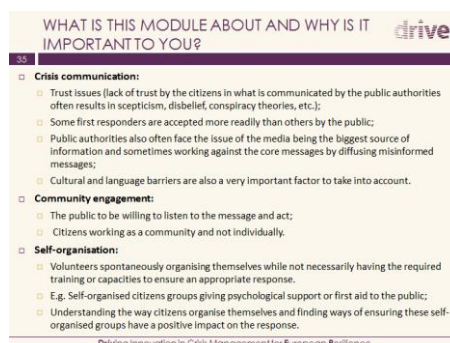 WHAT IS THIS MODULE ABOUT AND WHY IS IT
IMPORTANT TO YOU?
drive
35
Crisis communication:
Trust issues (lack of trust by the citizens in what is communicated by the public authorities
often results in scepticism, disbelief, conspiracy theories, etc.);
Some first responders are accepted more readily than others by the public;
Public authorities also often face the issue of the media being the biggest source of
information and sometimes working against the core messages by diffusing misinformed
messages;
Cultural and language barriers are also a very important factor to take into account.
Community engagement:
The public to be willing to listen to the message and act;
Citizens working as a community and not individually.
Self-organisation:
Volunteers spontaneously organising themselves while not necessarily having the required
training or capacities to ensure an appropriate response.
E.g. Self-organised citizens groups giving psychological support or first aid to the public;
Understanding the way citizens organise themselves and finding ways of ensuring these self-
organised groups have a positive impact on the response.
Driving Innovation in Crisis Management for European Resilience